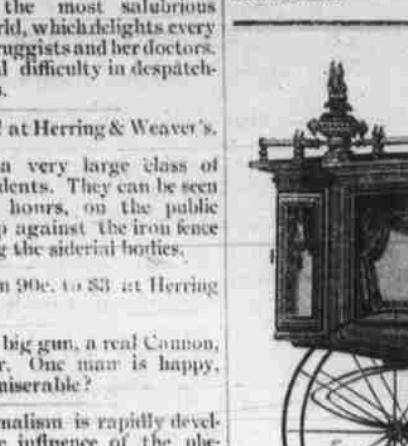 the most salubrious
rld, which delights every
ruggists and her doctors.
l difficulty in despatch-
s.
! at Herring & Weaver's.
a very large class of
dents. They can be seen
hours, on the public
p against the iron fence
g the siderial bodies.
m 90c. to $3 at Herring
big gun, a real Cannon,
r. One man is happy,
miserable?
nalism is rapidly devel-
e influence of the phe-